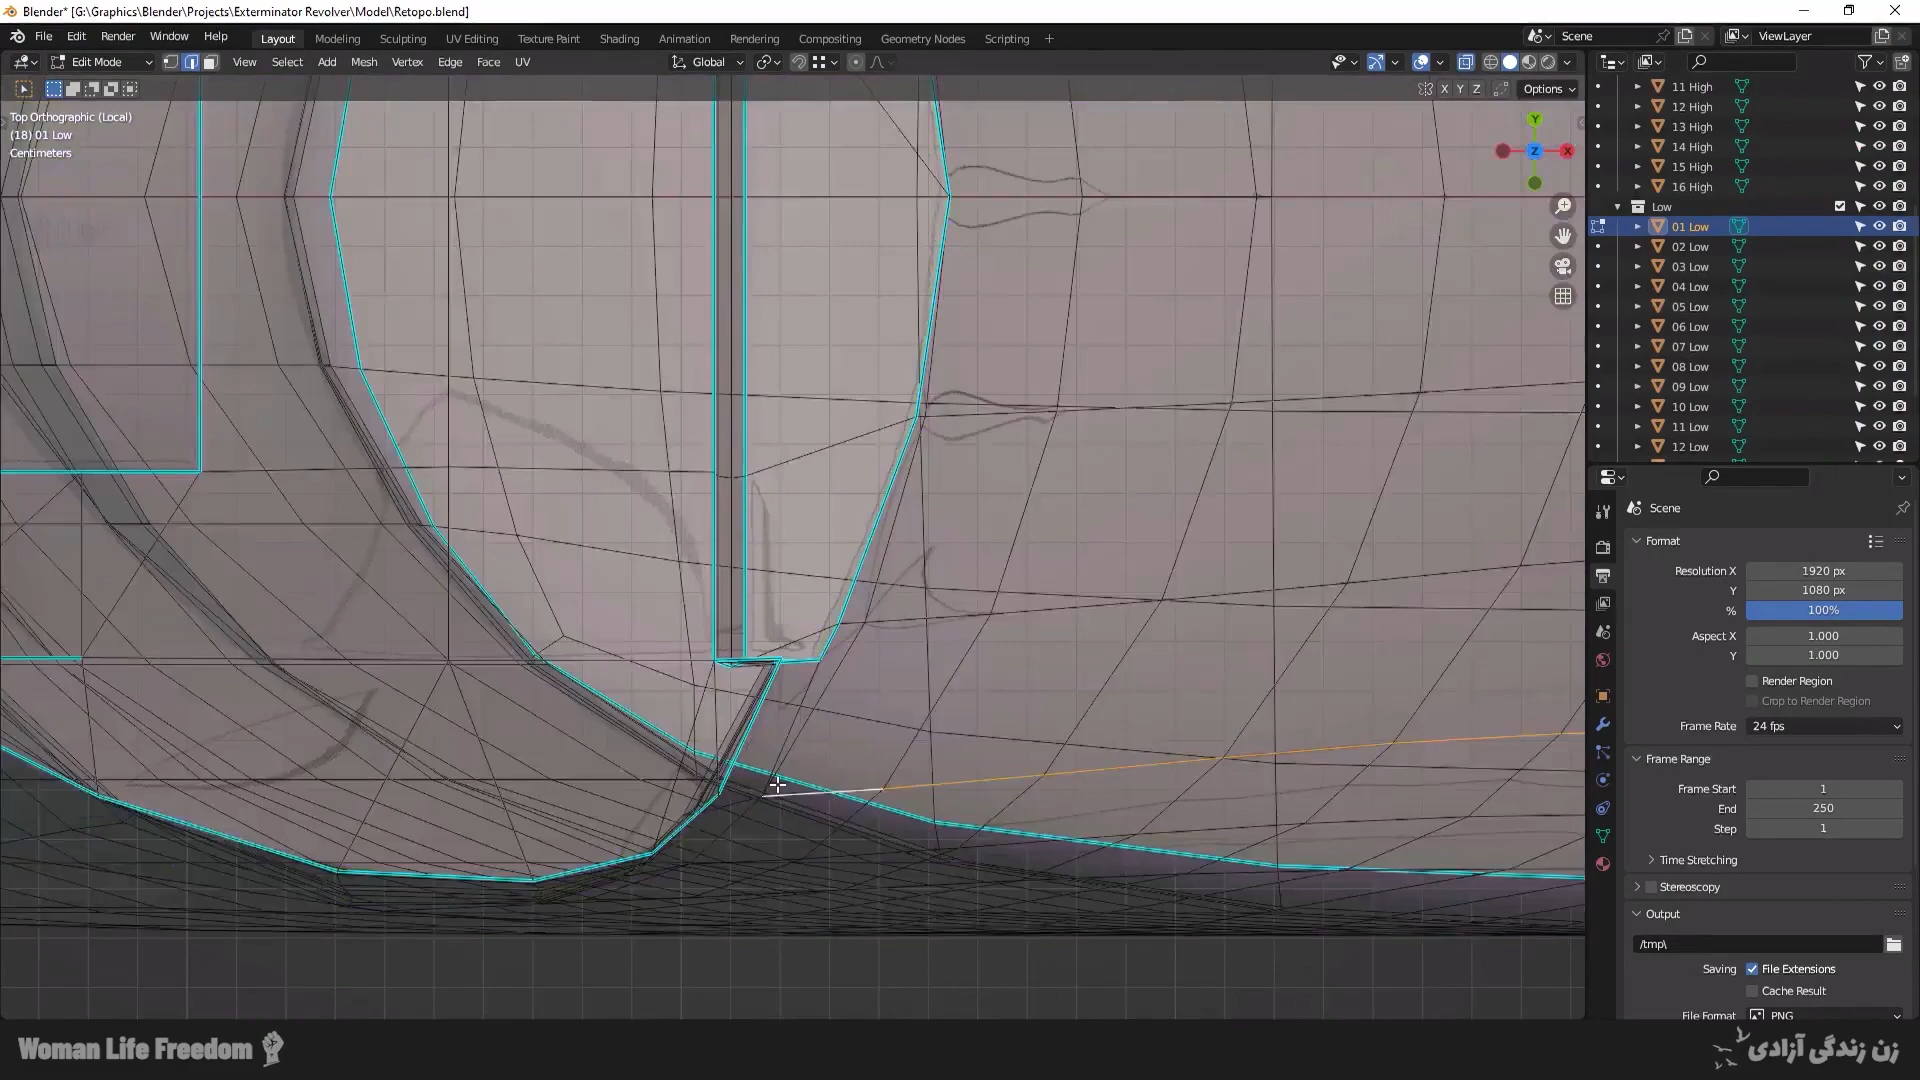 Blender* [G:\Graphics\Blender\Projects\Exterminator Revolver\Model\Retopo.blend]
File Edit Render Window Help
Layout Modeling Sculpting UV Editing Texture Paint Shading Animation Rendering Compositing Geometry Nodes Scripting +
Scene ViewLayer
Edit Mode View Select Add Mesh Vertex Edge Face UV Global
X Y Z Options
Top Orthographic (Local)
(18) 01 Low
Centimeters
Y
Z X
11 High
12 High
13 High
14 High
15 High
16 High
Low
01 Low
02 Low
03 Low
04 Low
05 Low
06 Low
07 Low
08 Low
09 Low
10 Low
11 Low
12 Low
Scene
Format
Resolution X 1920 px
Y 1080 px
% 100%
Aspect X 1.000
Y 1.000
Render Region
Crop to Render Region
Frame Rate 24 fps
Frame Range
Frame Start 1
End 250
Step 1
Time Stretching
Stereoscopy
Output
/tmp\
Saving File Extensions
Cache Result
File Format PNG
Woman Life Freedom
زن زندگی آزادی